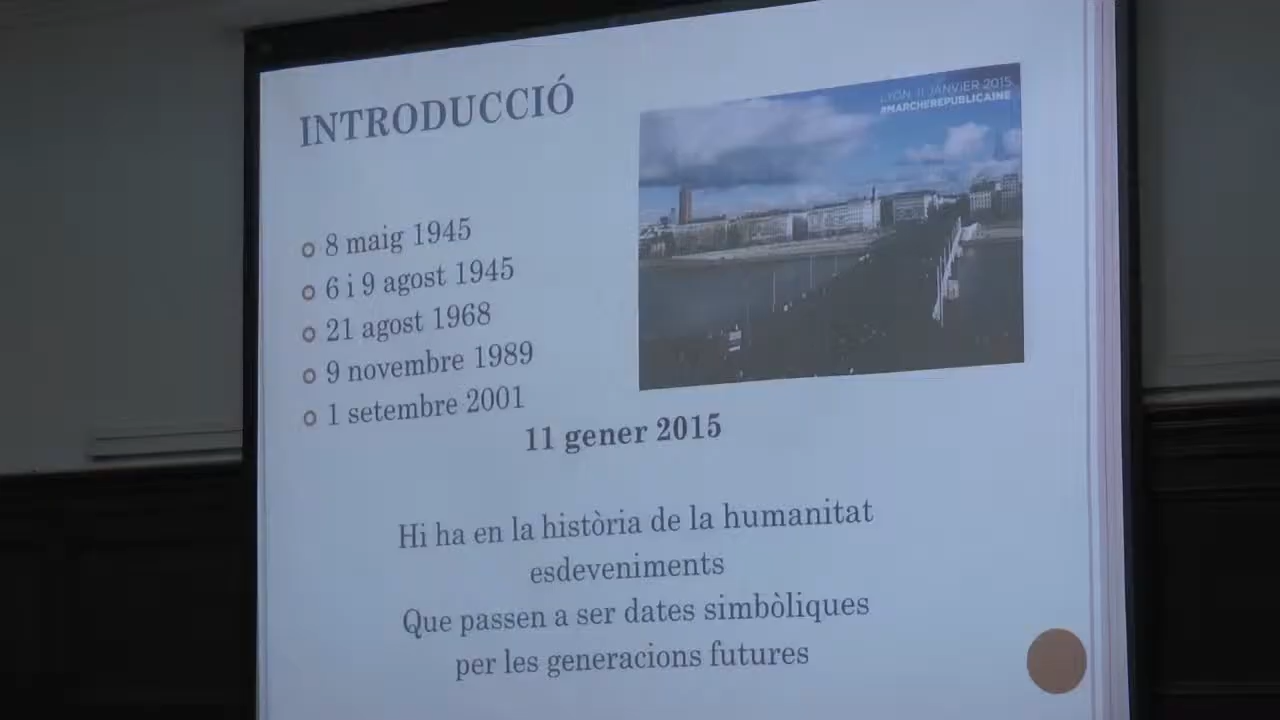 INTRODUCCIÓ
LYON, 11 JANVIER 2015
#MARCHEREPUBLICAINE
8 maig 1945
6 i 9 agost 1945
21 agost 1968
9 novembre 1989
1 setembre 2001
11 gener 2015
Hi ha en la història de la humanitat
esdeveniments
Que passen a ser dates simbòliques
per les generacions futures